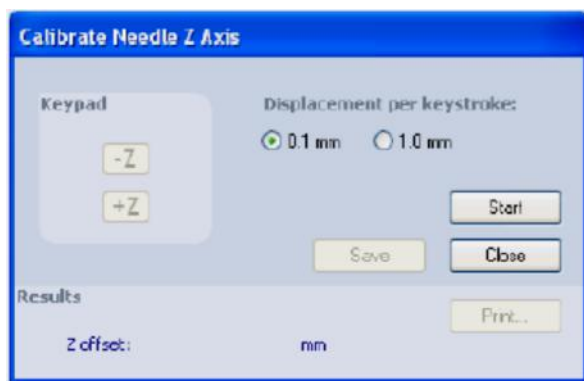 Calibrate Needle Z Axis
Keypad
Displacement per keystroke:
0.1 mm 1.0 mm
-Z
+Z
Start
Save Close
Results
Print...
Z offset: mm